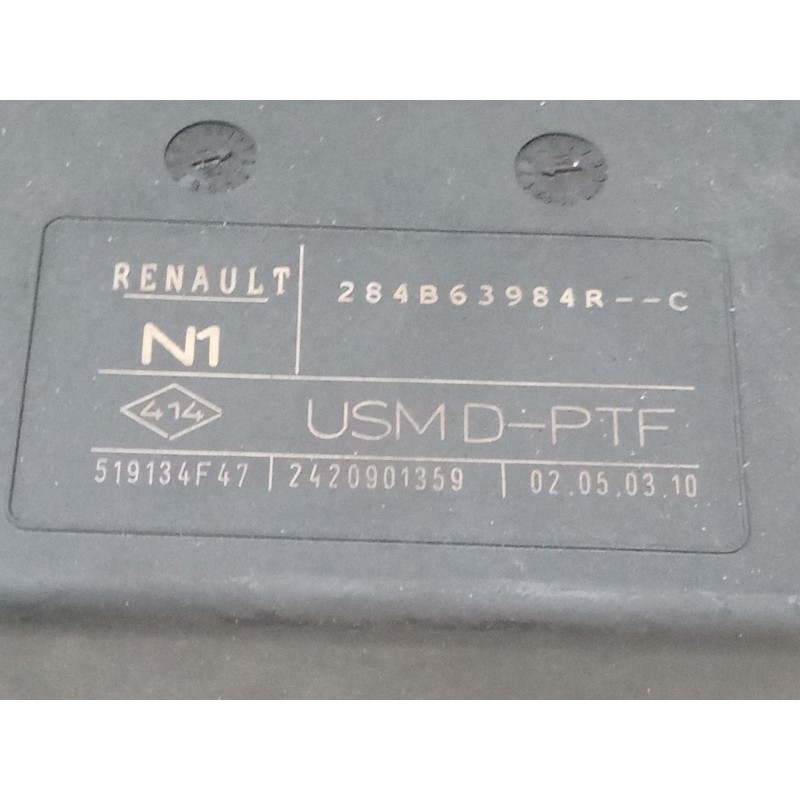 RENAULT
284B63984R--C
N1
414
USM D-PTF
519134F47 | 2420901359 | 02.05.03.10